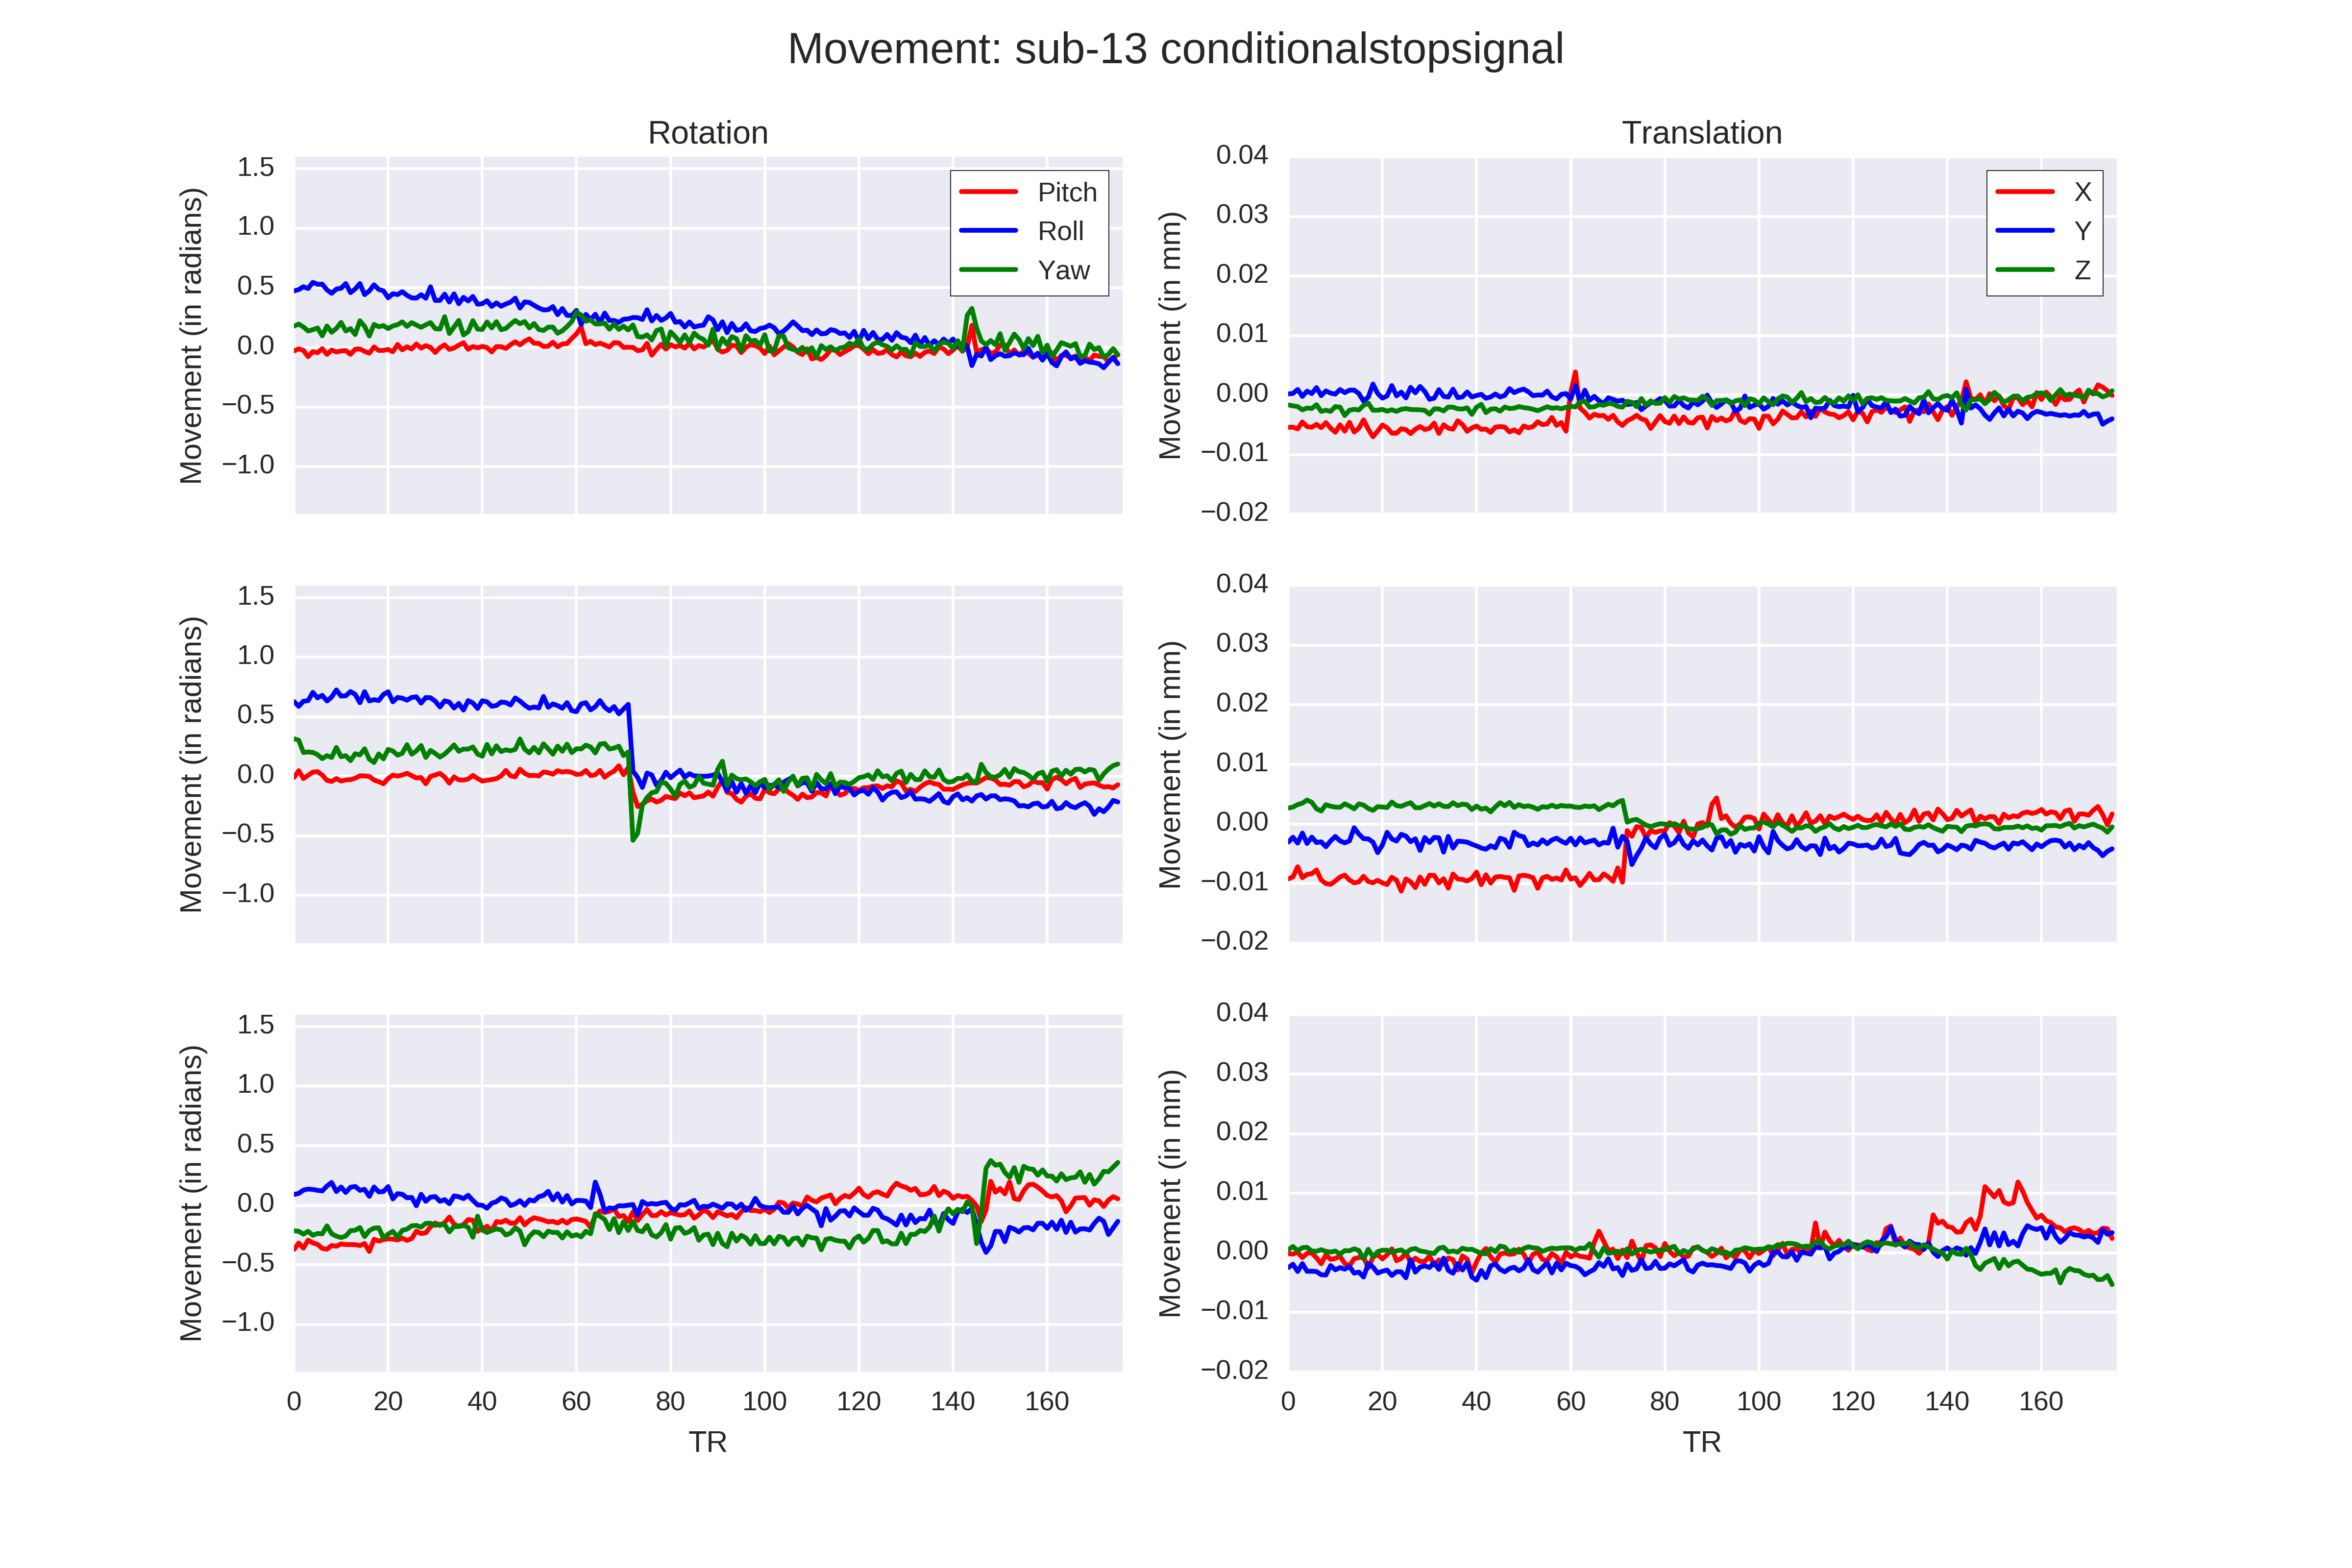 Movement: sub-13 conditionalstopsignal
Rotation
Translation
Movement (in radians)
1.5
1.0
0.5
0.0
−0.5
−1.0
Pitch
Roll
Yaw
Movement (in mm)
0.04
0.03
0.02
0.01
0.00
−0.01
−0.02
X
Y
Z
Movement (in radians)
1.5
1.0
0.5
0.0
−0.5
−1.0
Movement (in mm)
0.04
0.03
0.02
0.01
0.00
−0.01
−0.02
Movement (in radians)
1.5
1.0
0.5
0.0
−0.5
−1.0
0 20 40 60 80 100 120 140 160
TR
Movement (in mm)
0.04
0.03
0.02
0.01
0.00
−0.01
−0.02
0 20 40 60 80 100 120 140 160
TR